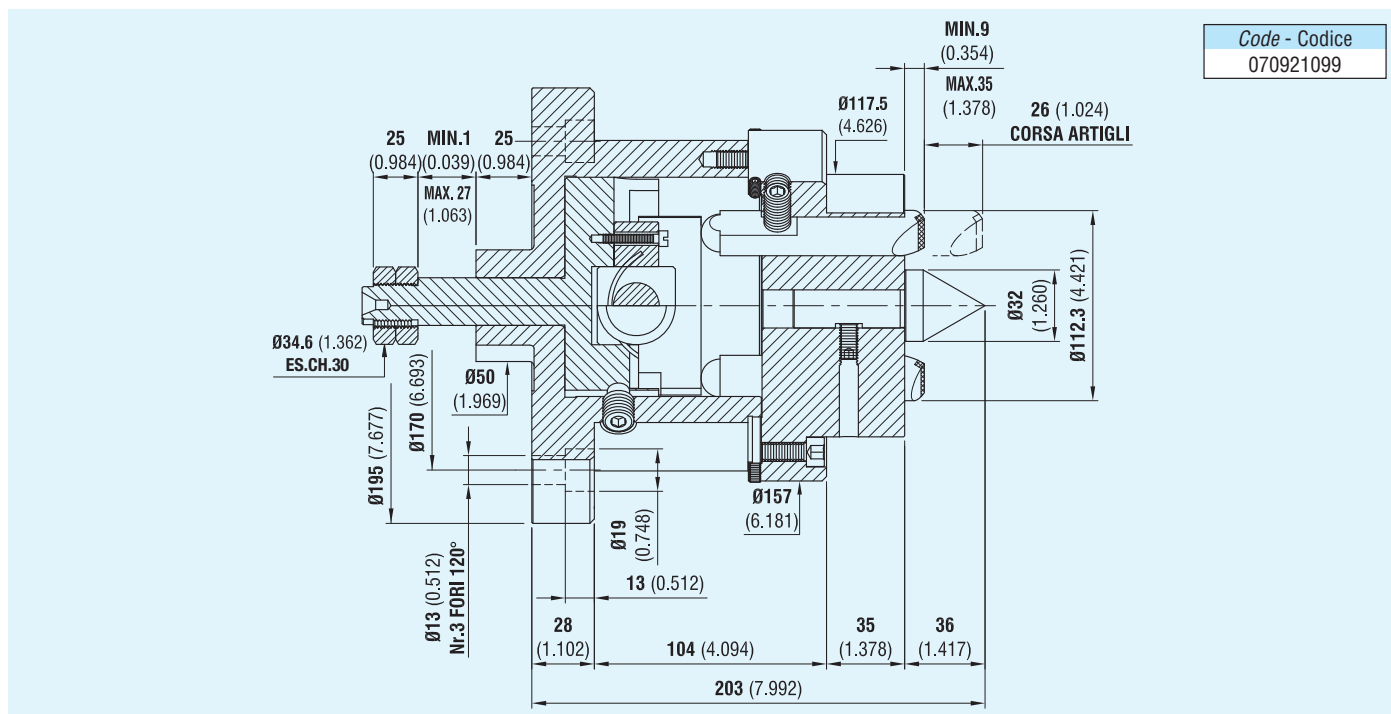 Code - Codice
070921099
MIN.9
(0.354)
MAX.35
(1.378)
26 (1.024)
CORSA ARTIGLI
Ø117.5
(4.626)
25
(0.984)
MIN.1
(0.039)
MAX. 27
(1.063)
25
(0.984)
Ø34.6 (1.362)
ES.CH.30
Ø50
(1.969)
Ø170 (6.693)
Ø195 (7.677)
Ø13 (0.512)
Nr.3 FORI 120°
Ø19
(0.748)
Ø157
(6.181)
Ø32
(1.260)
Ø112.3 (4.421)
13 (0.512)
28
(1.102)
104 (4.094)
35
(1.378)
36
(1.417)
203 (7.992)